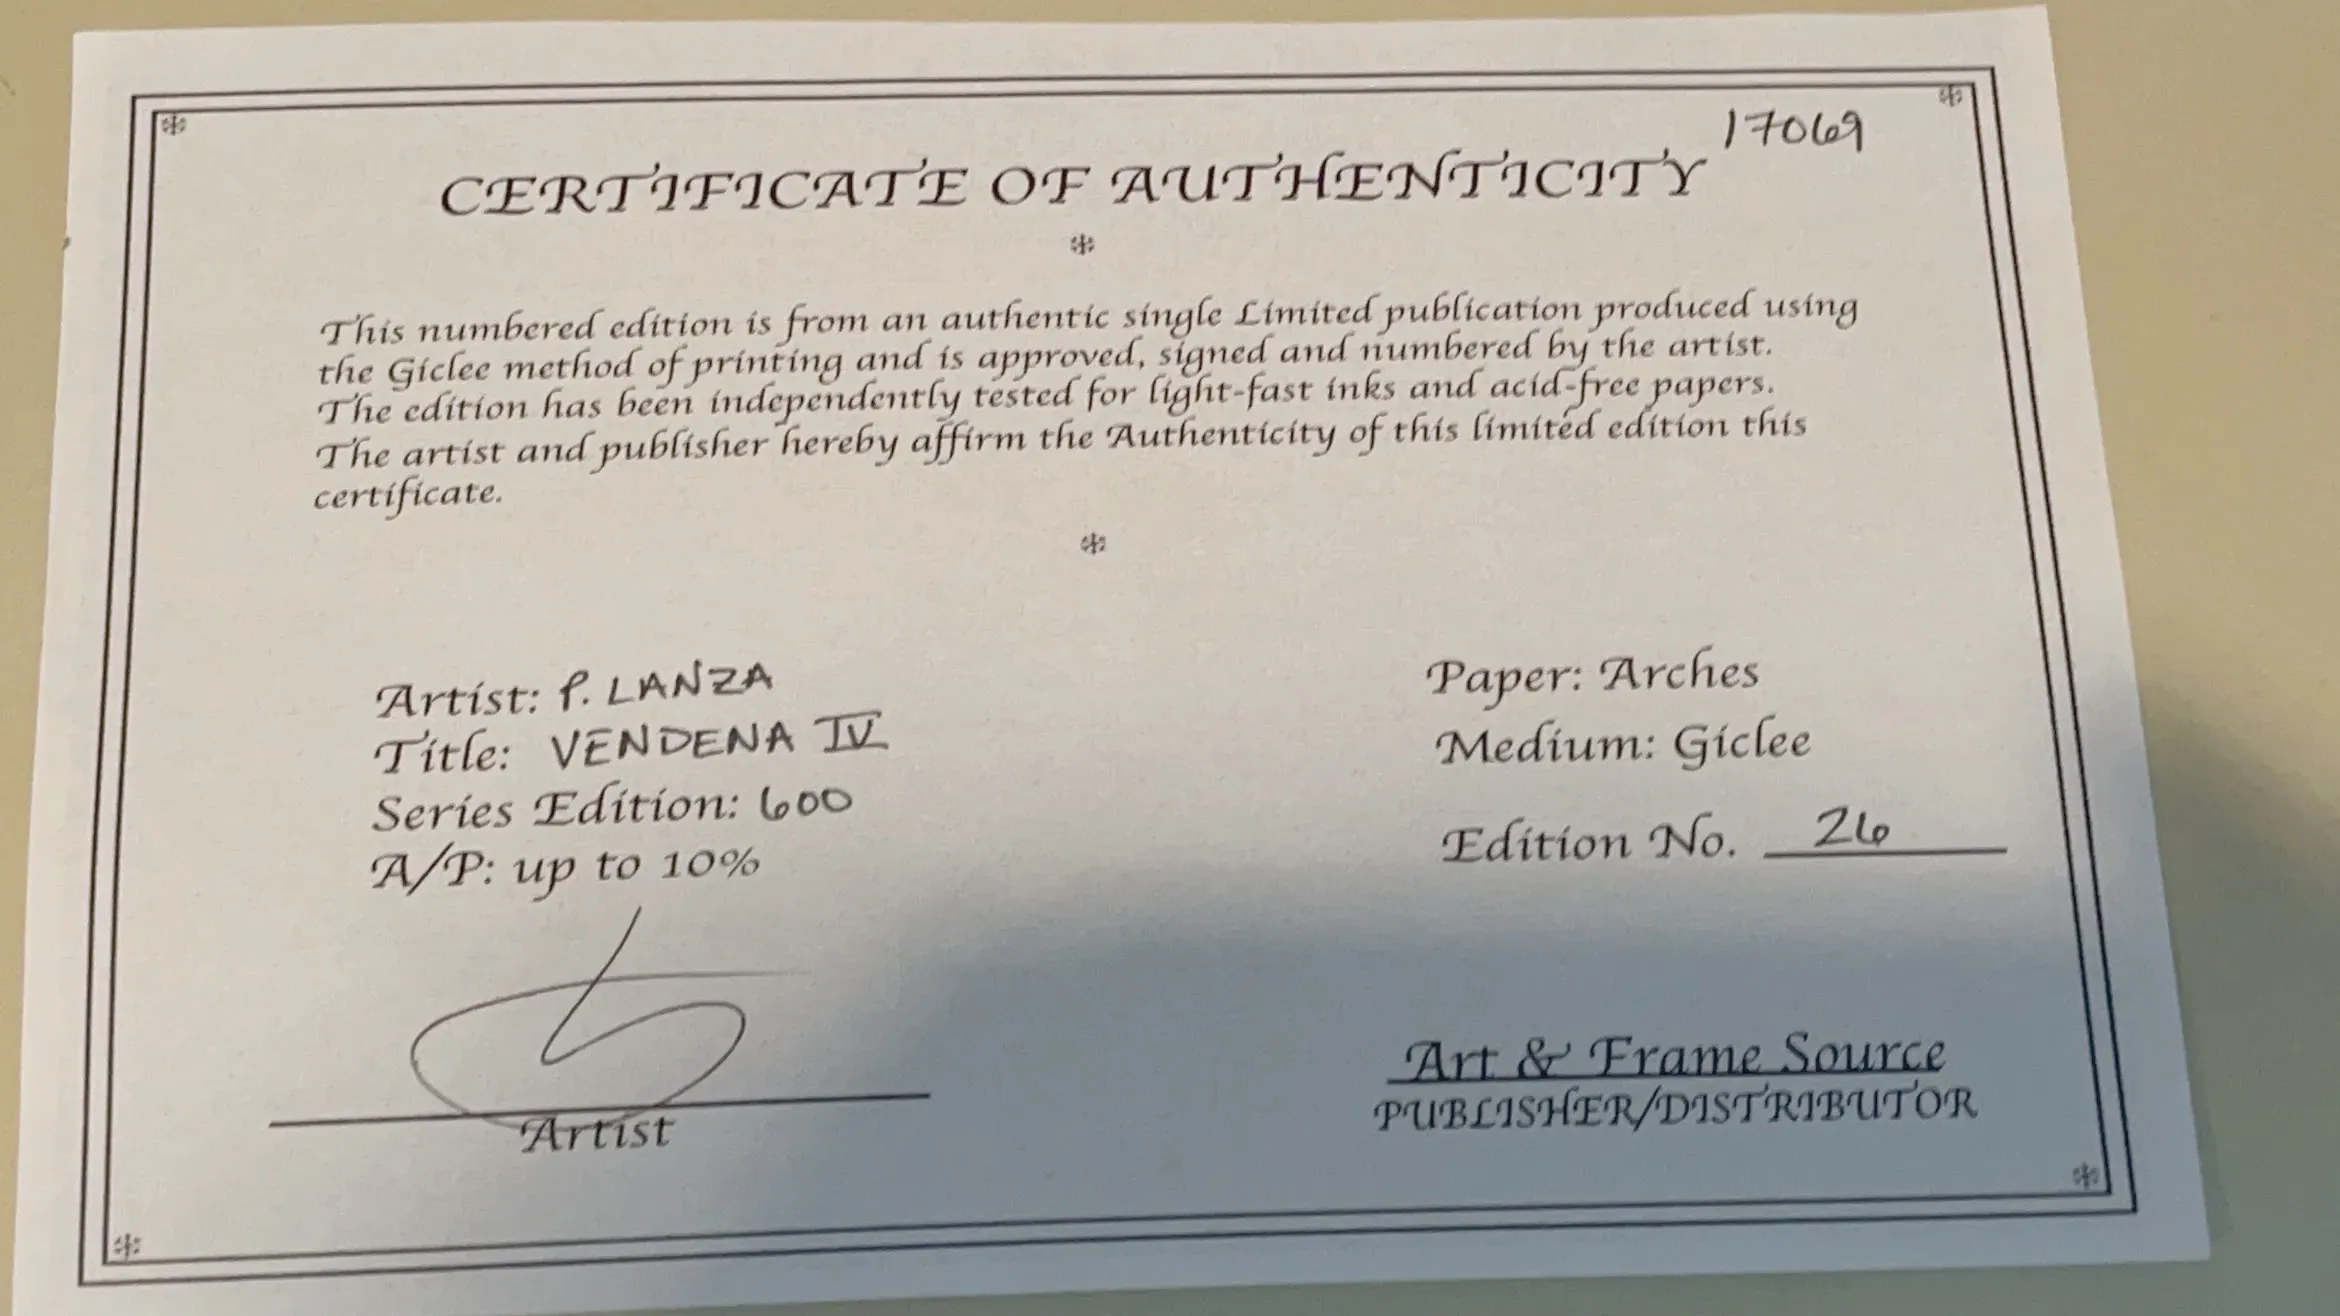 17069
CERTIFICATE OF AUTHENTICITY
This numbered edition is from an authentic single Limited publication produced using
the Giclee method of printing and is approved, signed and numbered by the artist.
The edition has been independently tested for light-fast inks and acid-free papers.
The artist and publisher hereby affirm the Authenticity of this limited edition this
certificate.
Artist: P. LANZA
Title: VENDENA IV
Series Edition: 600
A/P: up to 10%
Paper: Arches
Medium: Giclee
Edition No. 26
Artist
Art & Frame Source
PUBLISHER/DISTRIBUTOR